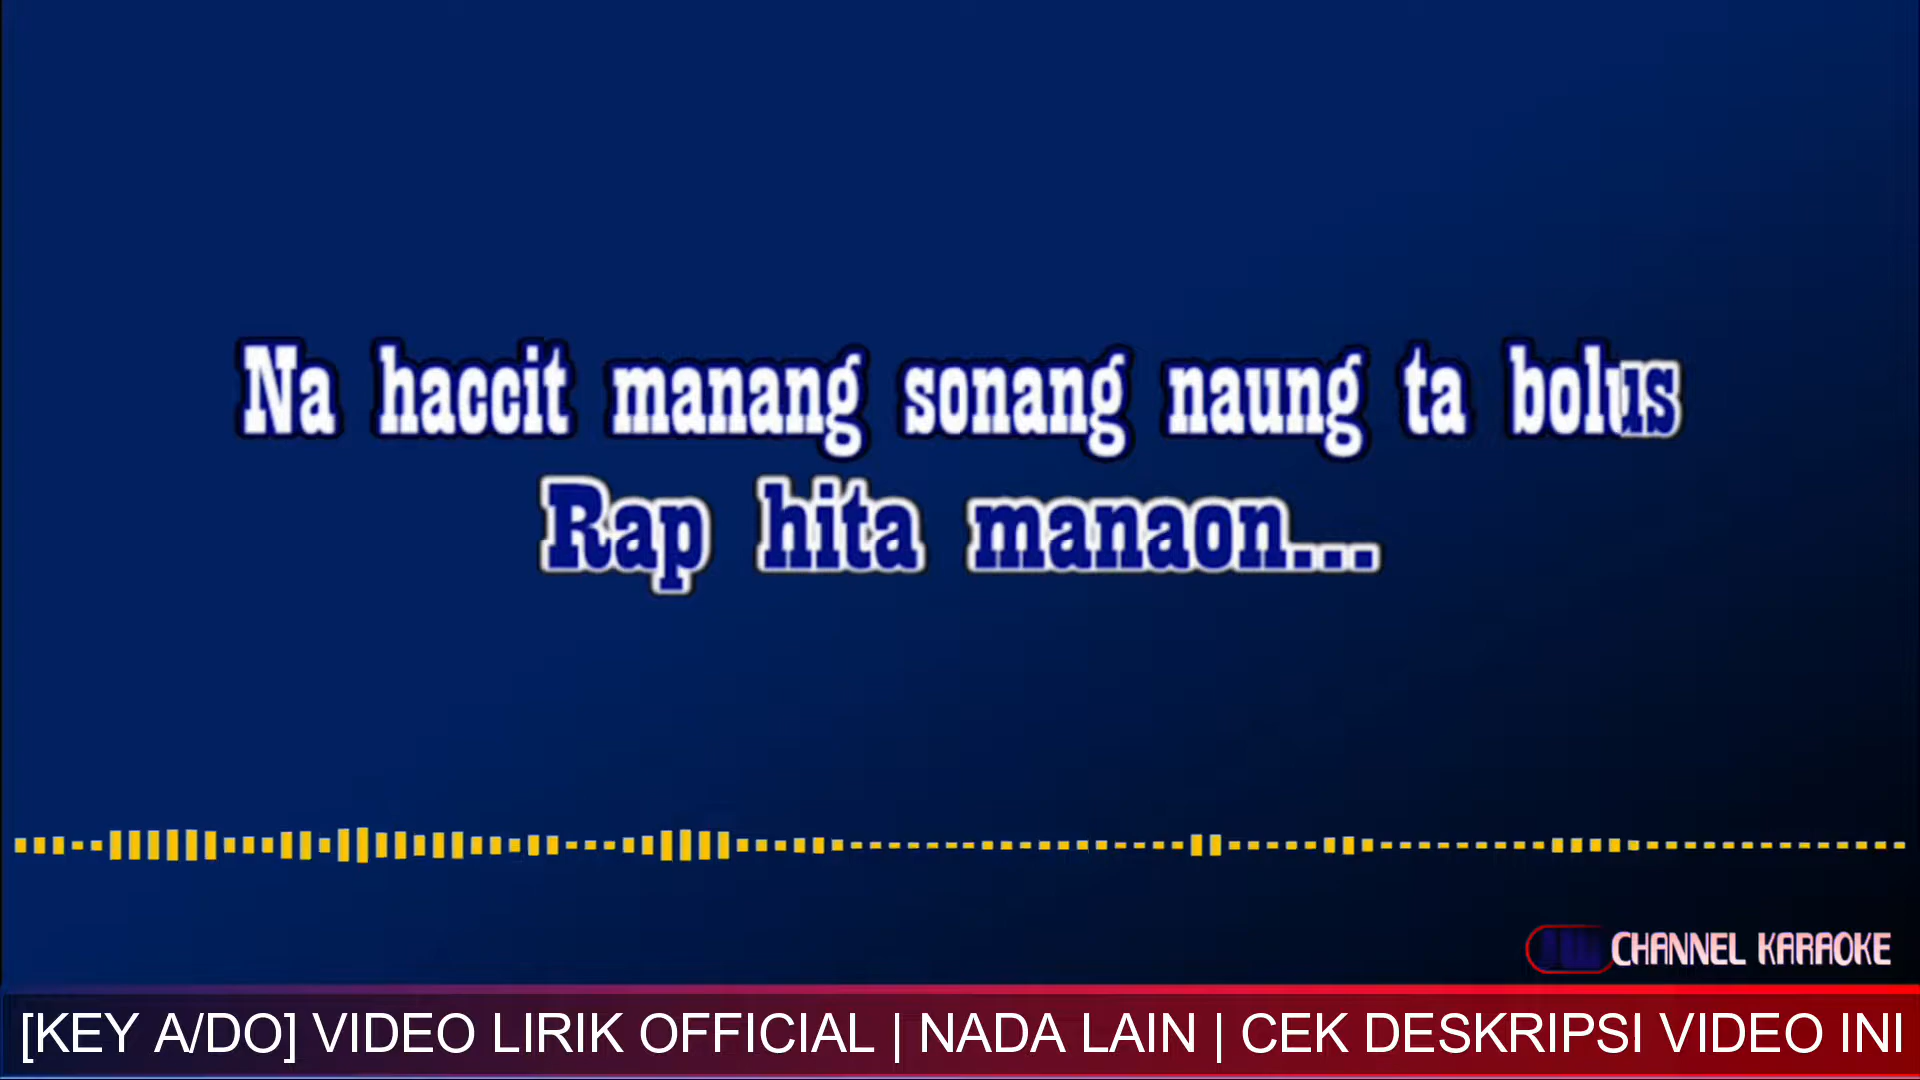 Na haccit manang sonang naung ta bolus
Rap hita manaon...
CHANNEL KARAOKE
[KEY A/DO] VIDEO LIRIK OFFICIAL | NADA LAIN | CEK DESKRIPSI VIDEO INI